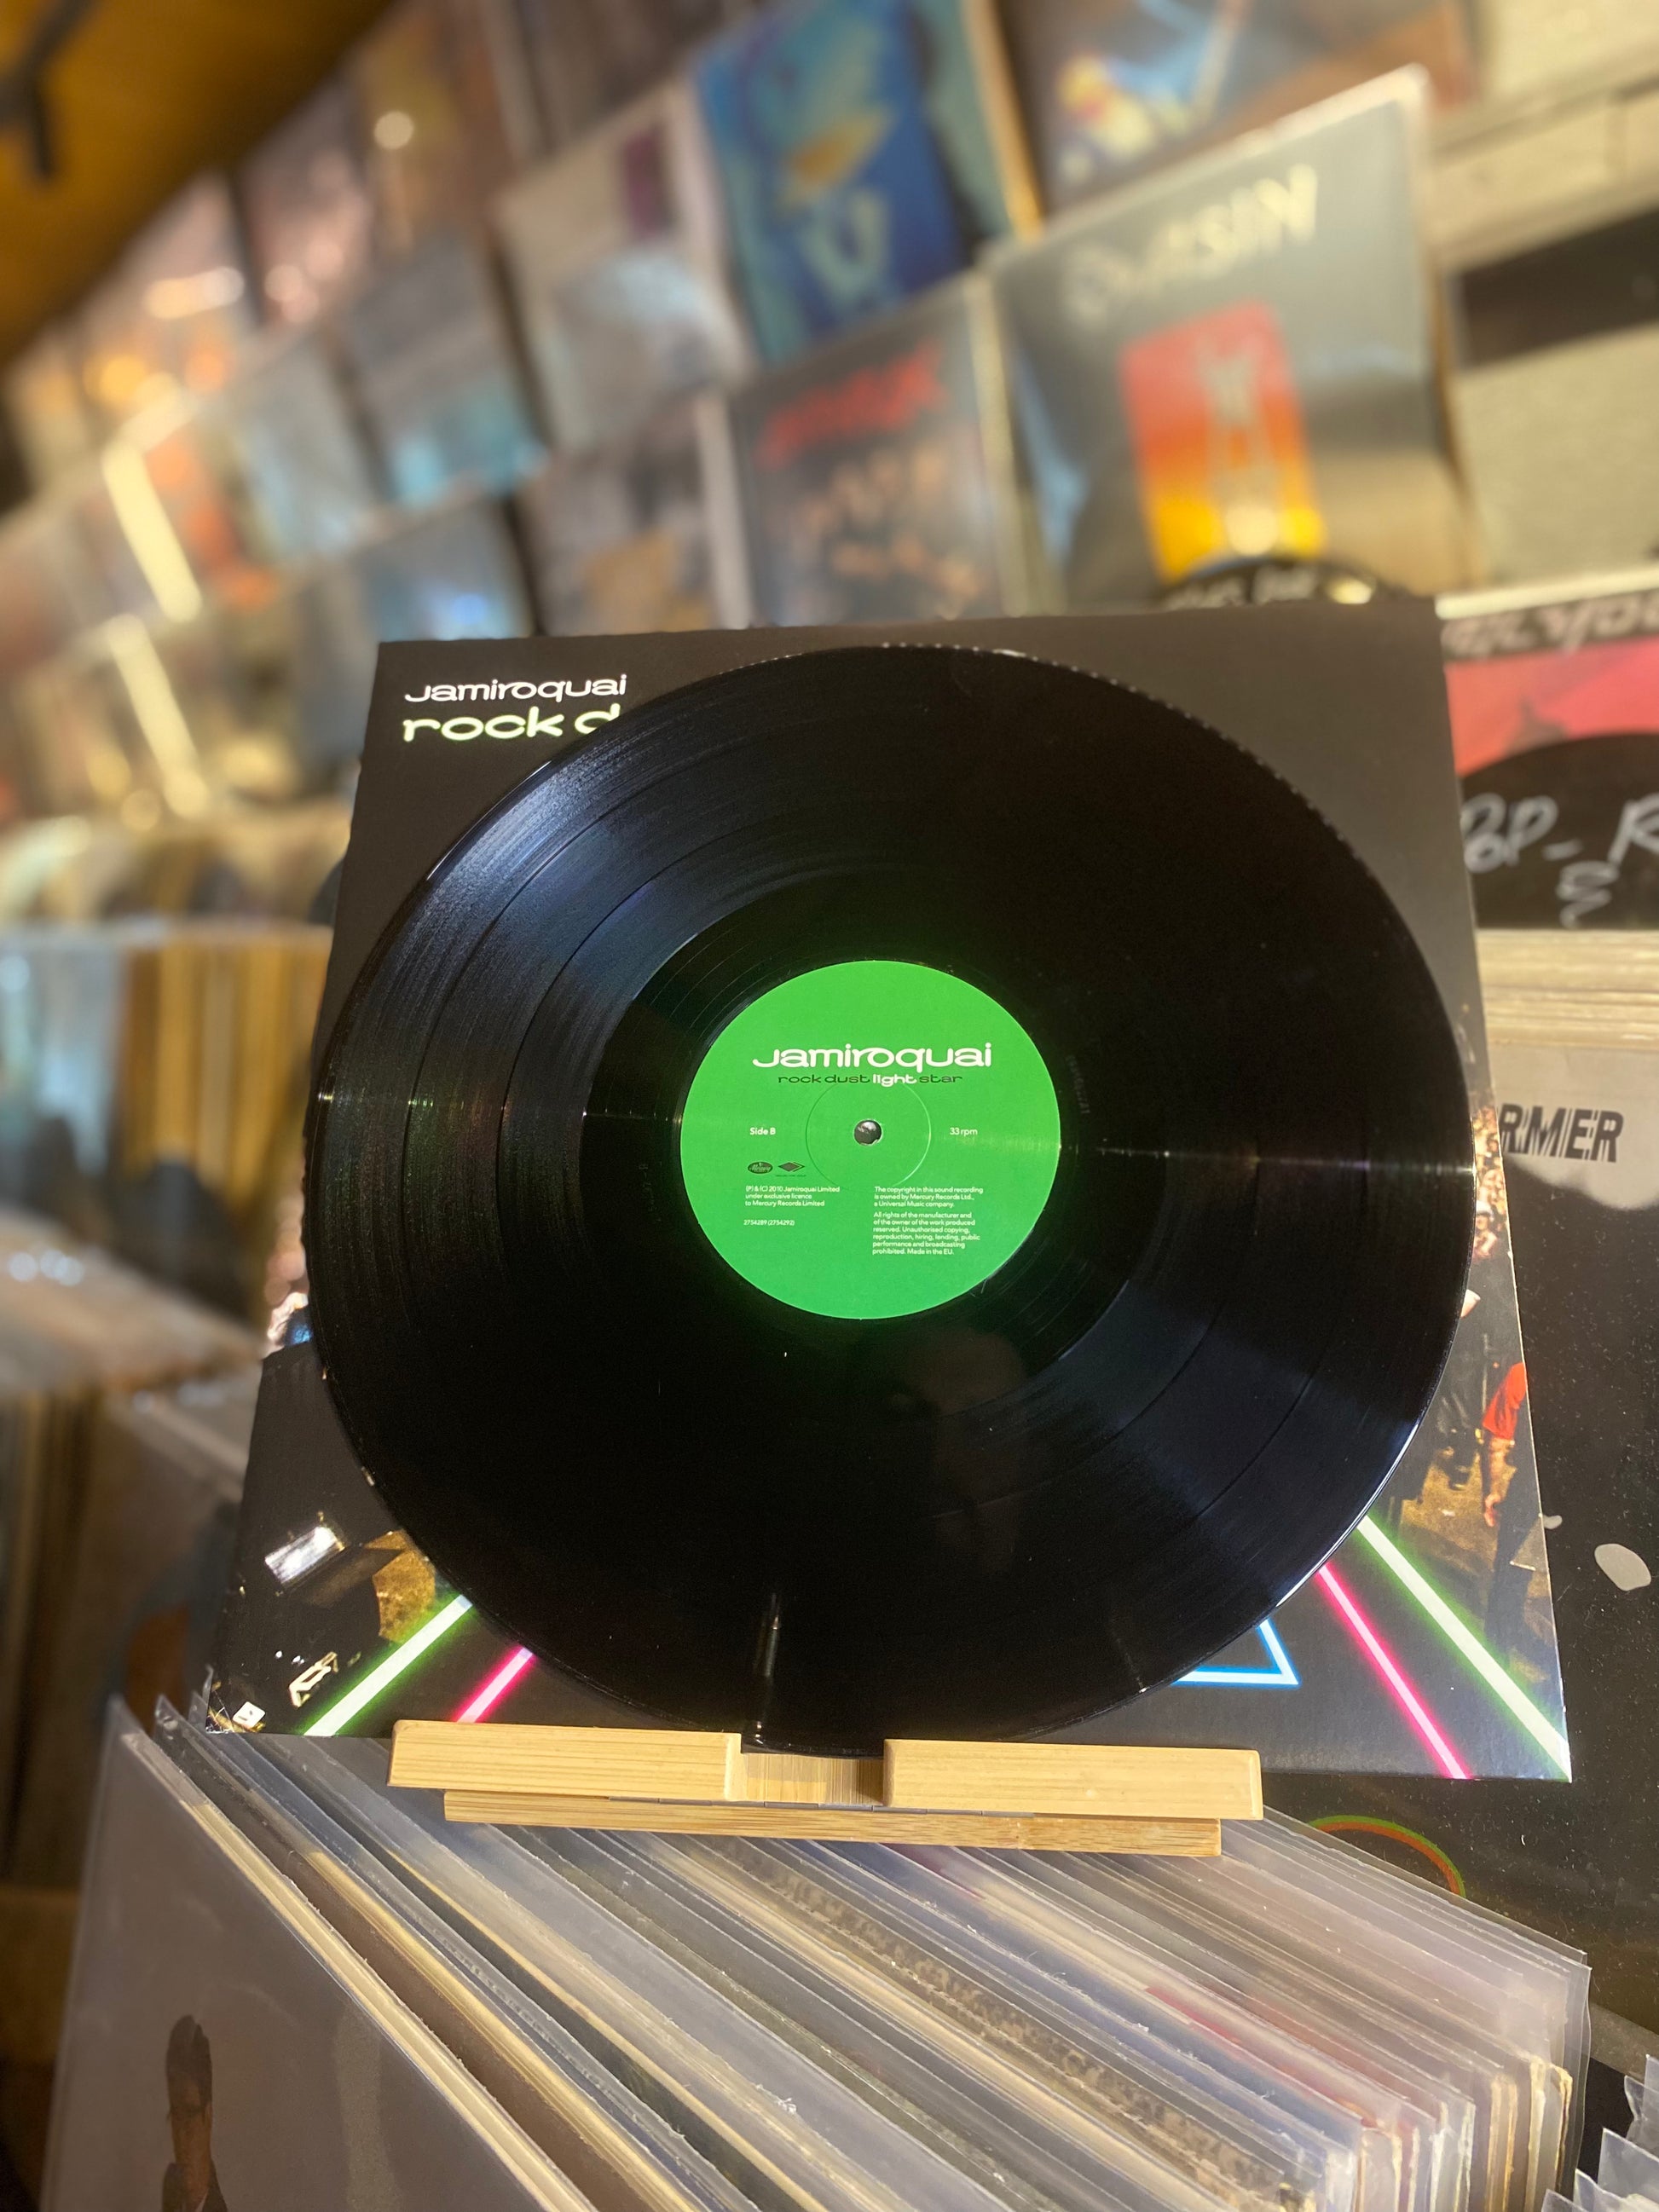 Jamiroquai
rock d
Jamiroquai
rock dust light star
Side B
33 rpm
(P) & (C) 2010 Jamiroquai Limited
under exclusive licence
to Mercury Records Limited
2754289 (2754292)
The copyright in this sound recording
is owned by Mercury Records Ltd.,
a Universal Music company.
All rights of the manufacturer and
of the owner of the work produced
reserved. Unauthorised copying,
reproduction, hiring, lending, public
performance and broadcasting
prohibited. Made in the EU.
POP - R
RMER